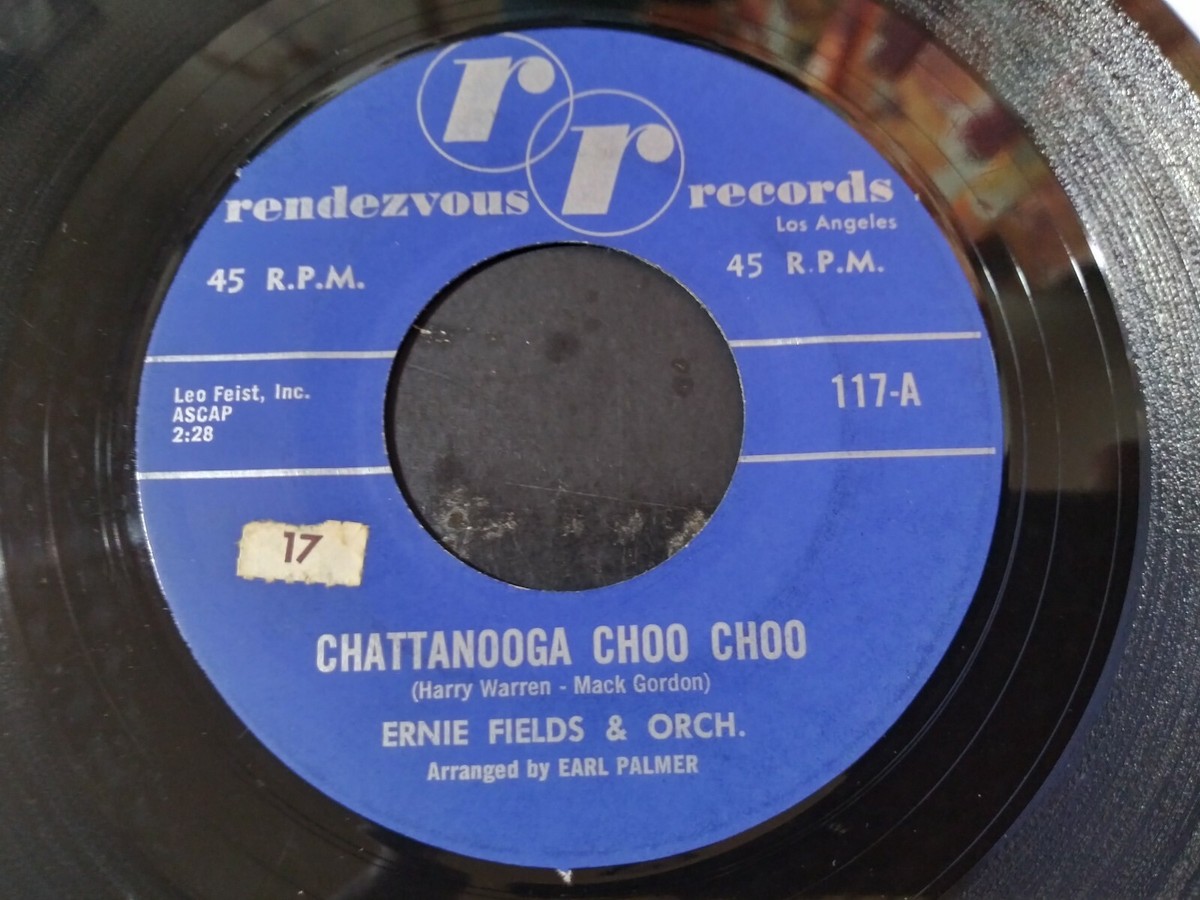 r
r
rendezvous records
Los Angeles
45 R.P.M.
45 R.P.M.
Leo Feist, Inc.
ASCAP
2:28
117-A
17
CHATTANOOGA CHOO CHOO
(Harry Warren - Mack Gordon)
ERNIE FIELDS & ORCH.
Arranged by EARL PALMER